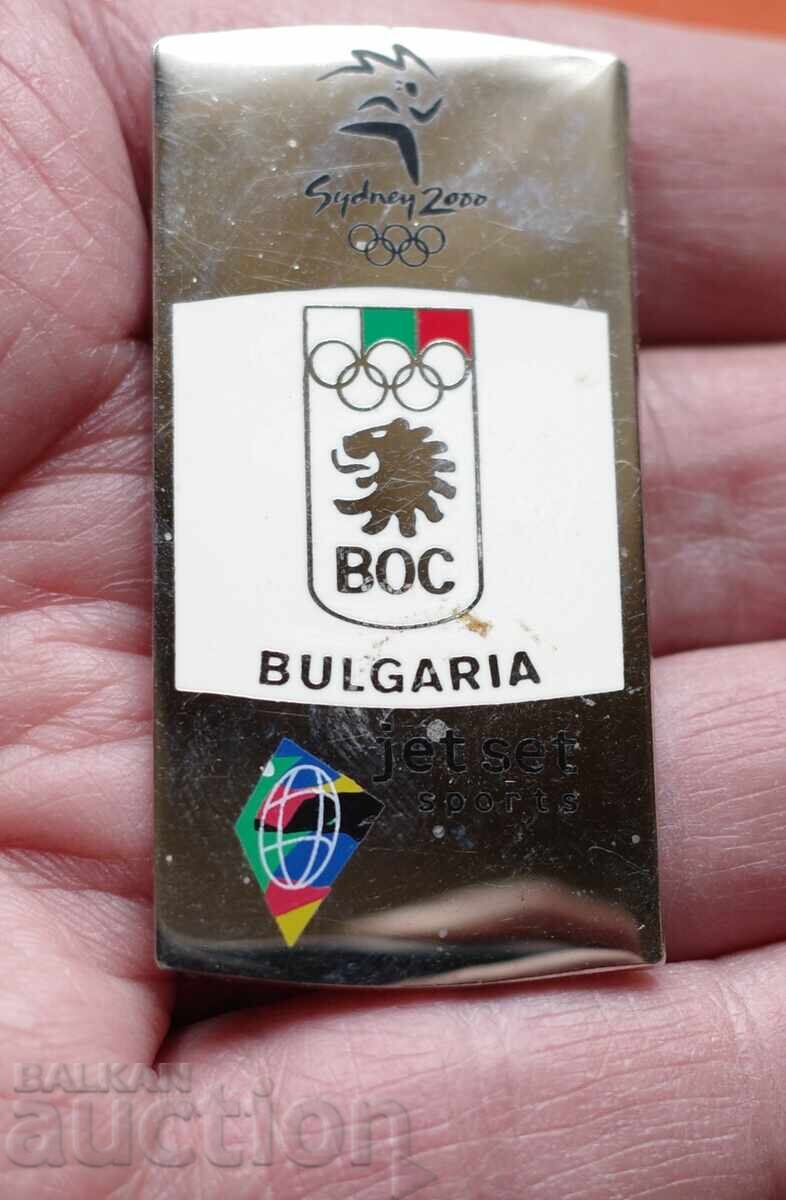 Sydney 2000
BOC
BULGARIA
jet set
sports
BALKAN
auction